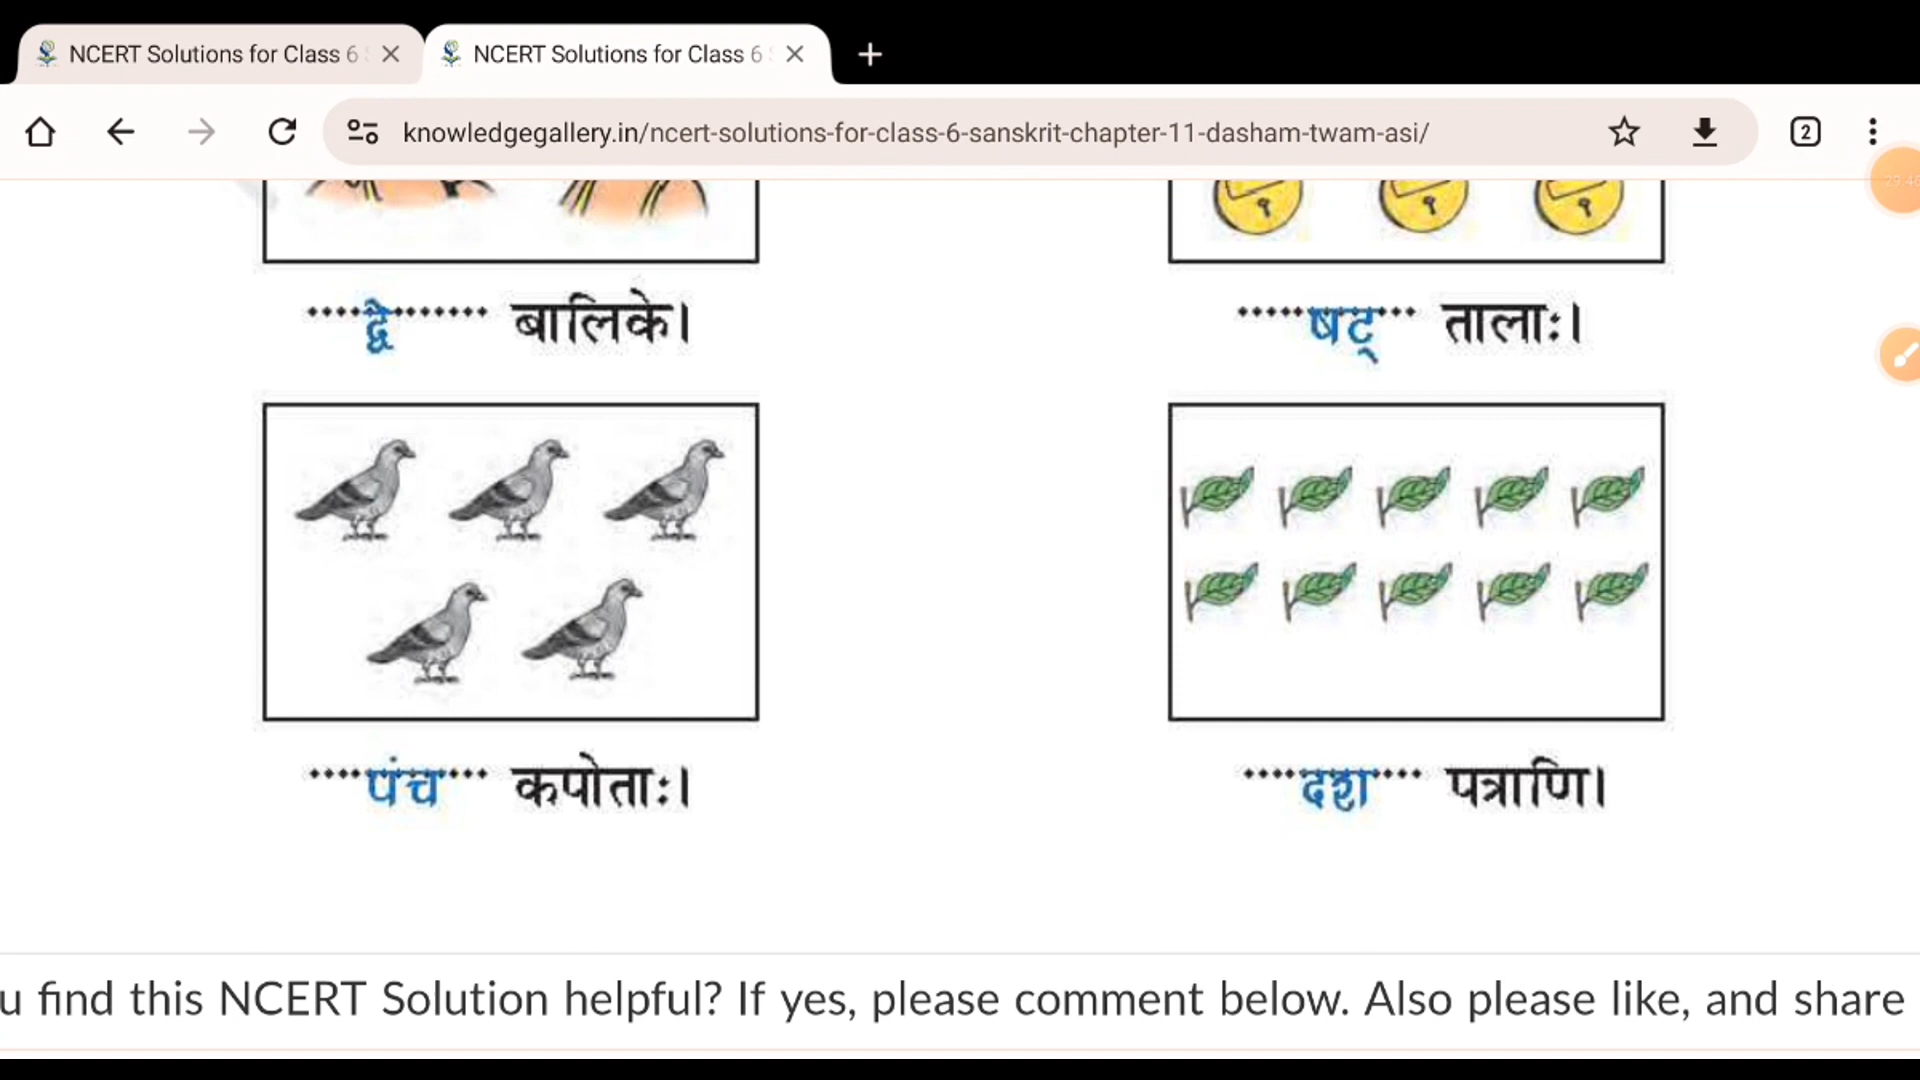 NCERT Solutions for Class 6
NCERT Solutions for Class 6
knowledgegallery.in/ncert-solutions-for-class-6-sanskrit-chapter-11-dasham-twam-asi/
2
द्वै बालिके।
षट् तालाः।
पंच कपोताः।
दश पत्राणि।
u find this NCERT Solution helpful? If yes, please comment below. Also please like, and share